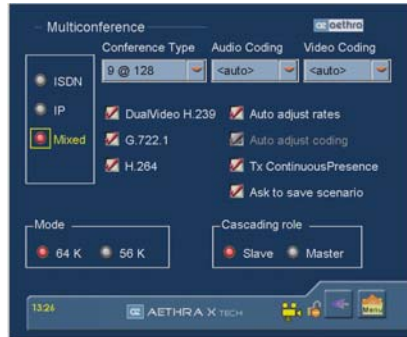 Multiconference
aethra
Conference Type Audio Coding Video Coding
9 @ 128 <auto> <auto>
ISDN
IP
Mixed
DualVideo H.239 Auto adjust rates
G.722.1 Auto adjust coding
H.264 Tx ContinuousPresence
Ask to save scenario
Mode Cascading role
64 K 56 K Slave Master
13:26 AETHRA X TECH Menu